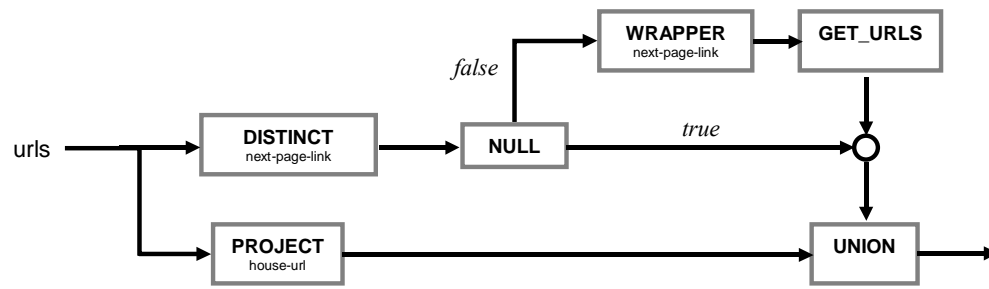 WRAPPER
next-page-link
GET_URLS
false
urls
DISTINCT
next-page-link
NULL
true
PROJECT
house-url
UNION